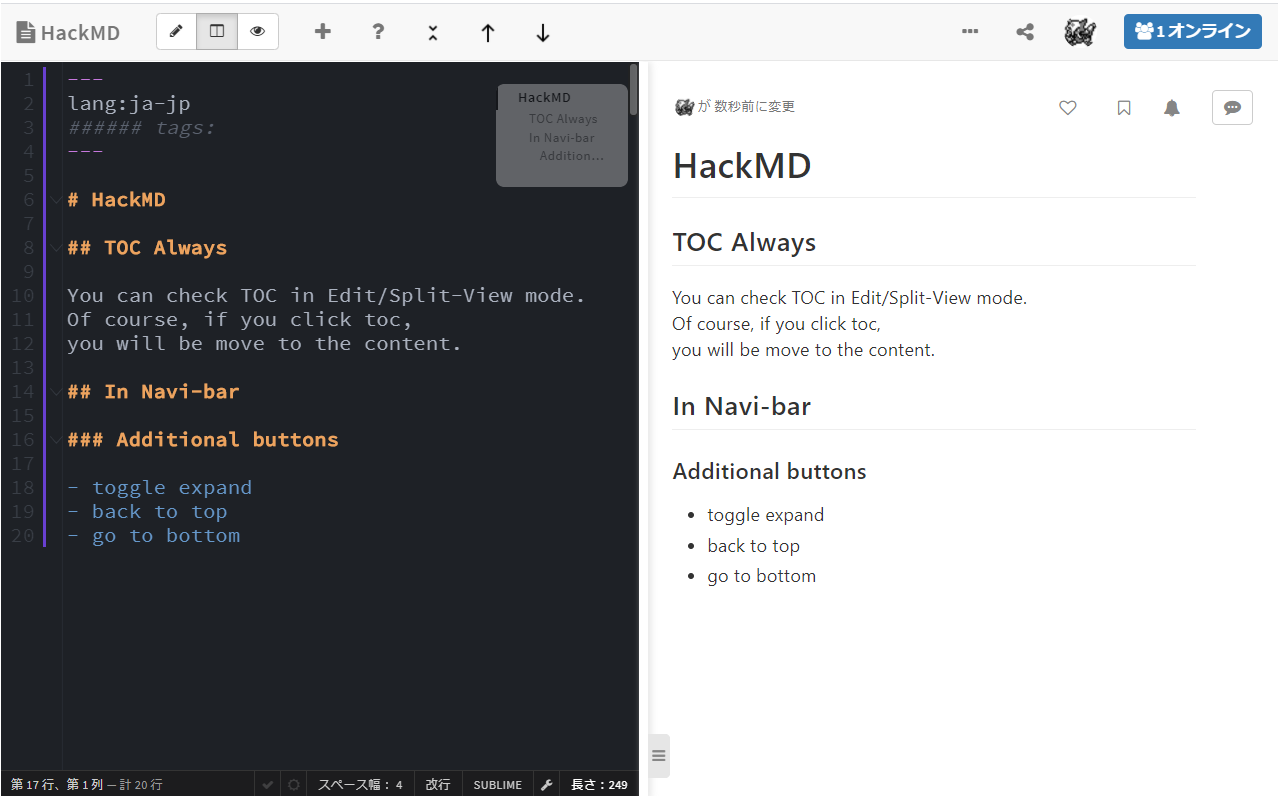 HackMD
?
1 オンライン
1 ---
2 lang:ja-jp
3 ###### tags:
4 ---
5
6 # HackMD
7
8 ## TOC Always
9
10 You can check TOC in Edit/Split-View mode.
11 Of course, if you click toc,
12 you will be move to the content.
13
14 ## In Navi-bar
15
16 ### Additional buttons
17
18 - toggle expand
19 - back to top
20 - go to bottom
HackMD
TOC Always
In Navi-bar
Addition...
第 17 行、第 1 列 — 計 20 行
スペース幅： 4
改行
SUBLIME
長さ：249
が 数秒前に変更
HackMD
TOC Always
You can check TOC in Edit/Split-View mode.
Of course, if you click toc,
you will be move to the content.
In Navi-bar
Additional buttons
• toggle expand
• back to top
• go to bottom